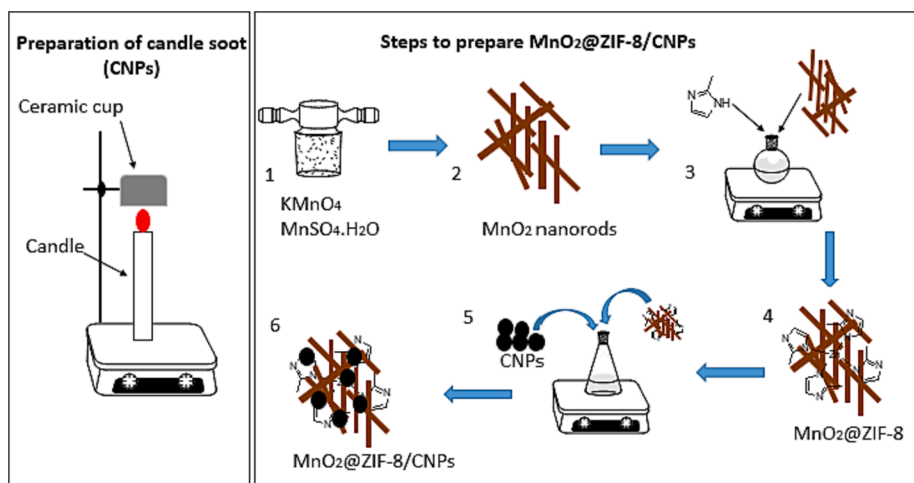 Preparation of candle soot
(CNPs)
Ceramic cup
Candle
Steps to prepare MnO₂@ZIF-8/CNPs
1
KMnO₄
MnSO₄.H₂O
2
MnO₂ nanorods
N
NH
3
4
N
N
Zn
N
N
MnO₂@ZIF-8
5
CNPs
6
N
N
N
N
MnO₂@ZIF-8/CNPs